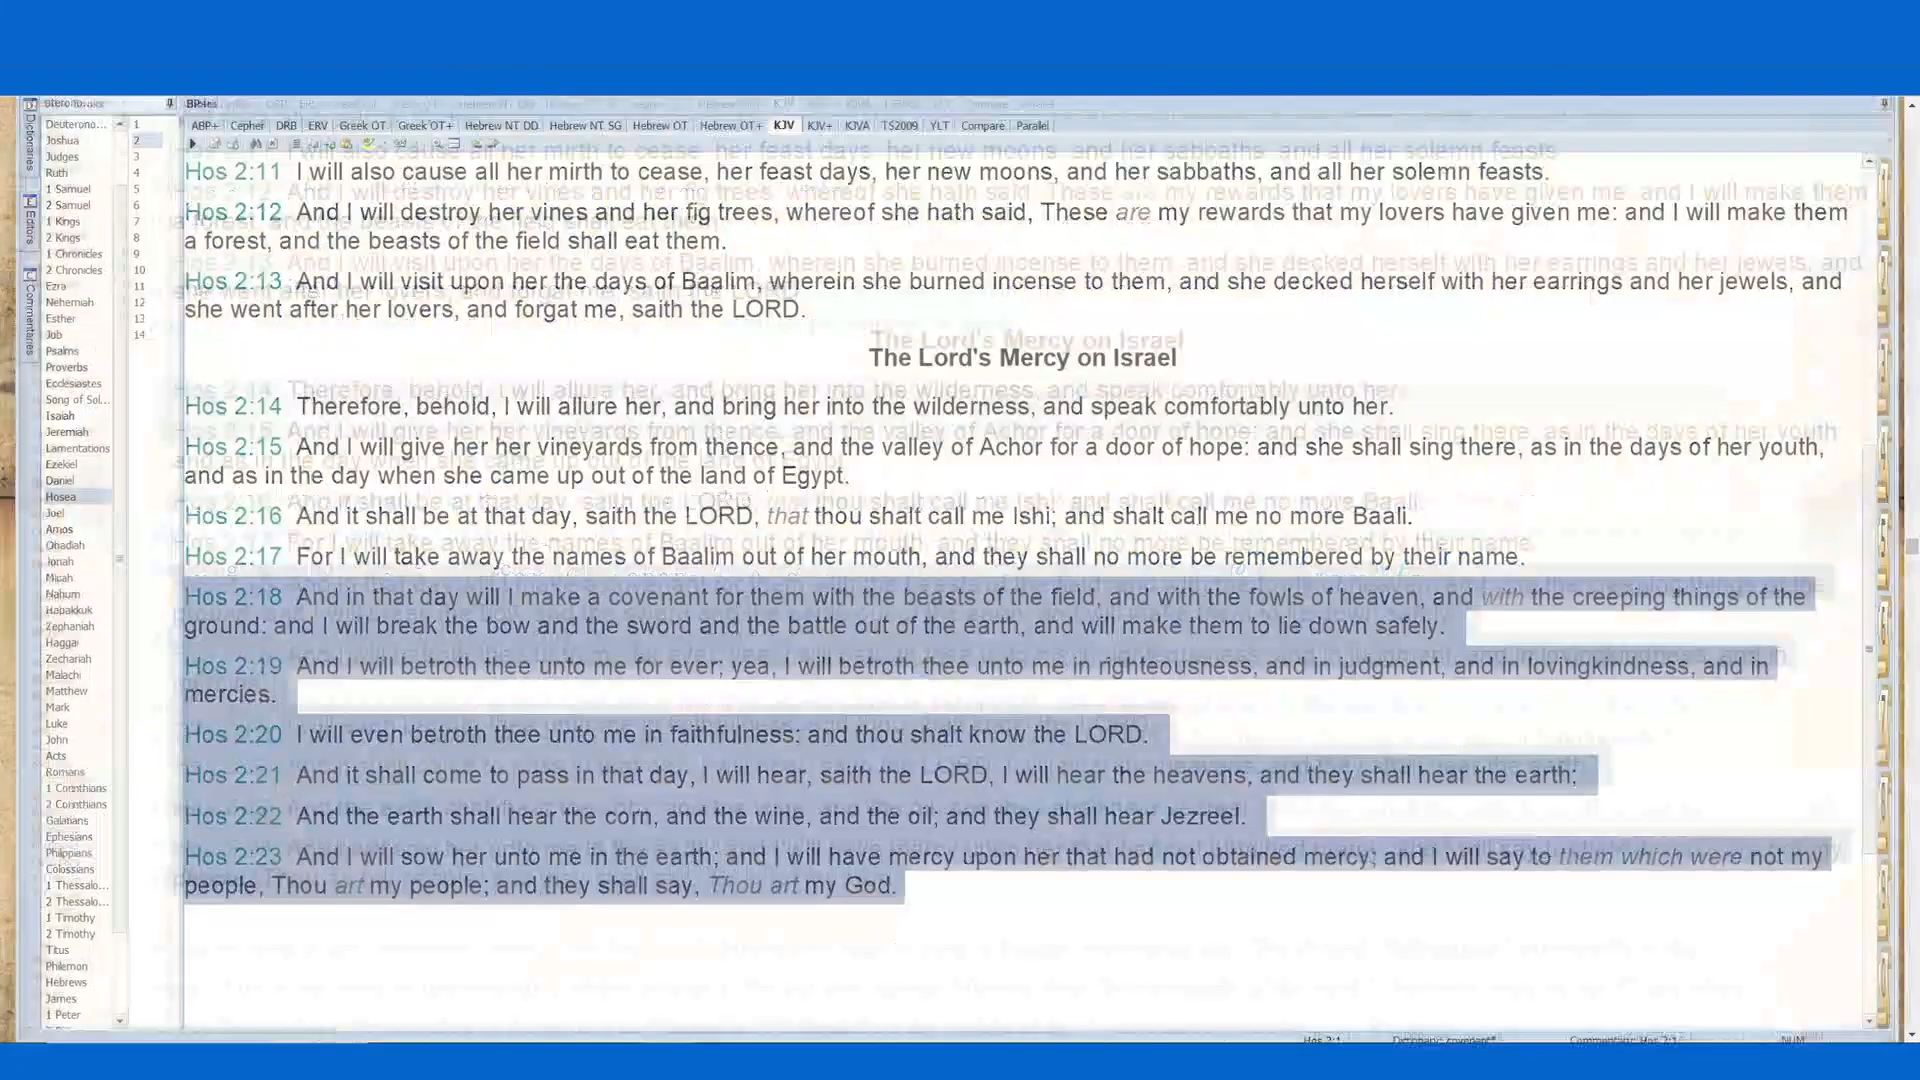 BP4es
ABP+ Cepher DRB ERV Greek OT Greek OT+ Hebrew NT DD Hebrew NT SG Hebrew OT Hebrew OT+ KJV KJV+ KJVA TS2009 YLT Compare Parallel
Dictionaries
Editors
Commentaries
Deuterono...
Joshua
Judges
Ruth
1 Samuel
2 Samuel
1 Kings
2 Kings
1 Chronicles
2 Chronicles
Ezra
Nehemiah
Esther
Job
Psalms
Proverbs
Ecclesiastes
Song of Sol...
Isaiah
Jeremiah
Lamentations
Ezekiel
Daniel
Hosea
Joel
Amos
Obadiah
Jonah
Micah
Nahum
Habakkuk
Zephaniah
Haggai
Zechariah
Malachi
Matthew
Mark
Luke
John
Acts
Romans
1 Corinthians
2 Corinthians
Galatians
Ephesians
Philippians
Colossians
1 Thessalo...
2 Thessalo...
1 Timothy
2 Timothy
Titus
Philemon
Hebrews
James
1 Peter
1
2
3
4
5
6
7
8
9
10
11
12
13
14
Hos 2:11 I will also cause all her mirth to cease, her feast days, her new moons, and her sabbaths, and all her solemn feasts.
Hos 2:12 And I will destroy her vines and her fig trees, whereof she hath said, These are my rewards that my lovers have given me: and I will make them
a forest, and the beasts of the field shall eat them.
Hos 2:13 And I will visit upon her the days of Baalim, wherein she burned incense to them, and she decked herself with her earrings and her jewels, and
she went after her lovers, and forgat me, saith the LORD.
The Lord's Mercy on Israel
Hos 2:14 Therefore, behold, I will allure her, and bring her into the wilderness, and speak comfortably unto her.
Hos 2:15 And I will give her her vineyards from thence, and the valley of Achor for a door of hope: and she shall sing there, as in the days of her youth,
and as in the day when she came up out of the land of Egypt.
Hos 2:16 And it shall be at that day, saith the LORD, that thou shalt call me Ishi; and shalt call me no more Baali.
Hos 2:17 For I will take away the names of Baalim out of her mouth, and they shall no more be remembered by their name.
Hos 2:18 And in that day will I make a covenant for them with the beasts of the field, and with the fowls of heaven, and with the creeping things of the
ground: and I will break the bow and the sword and the battle out of the earth, and will make them to lie down safely.
Hos 2:19 And I will betroth thee unto me for ever; yea, I will betroth thee unto me in righteousness, and in judgment, and in lovingkindness, and in
mercies.
Hos 2:20 I will even betroth thee unto me in faithfulness: and thou shalt know the LORD.
Hos 2:21 And it shall come to pass in that day, I will hear, saith the LORD, I will hear the heavens, and they shall hear the earth;
Hos 2:22 And the earth shall hear the corn, and the wine, and the oil; and they shall hear Jezreel.
Hos 2:23 And I will sow her unto me in the earth; and I will have mercy upon her that had not obtained mercy; and I will say to them which were not my
people, Thou art my people; and they shall say, Thou art my God.